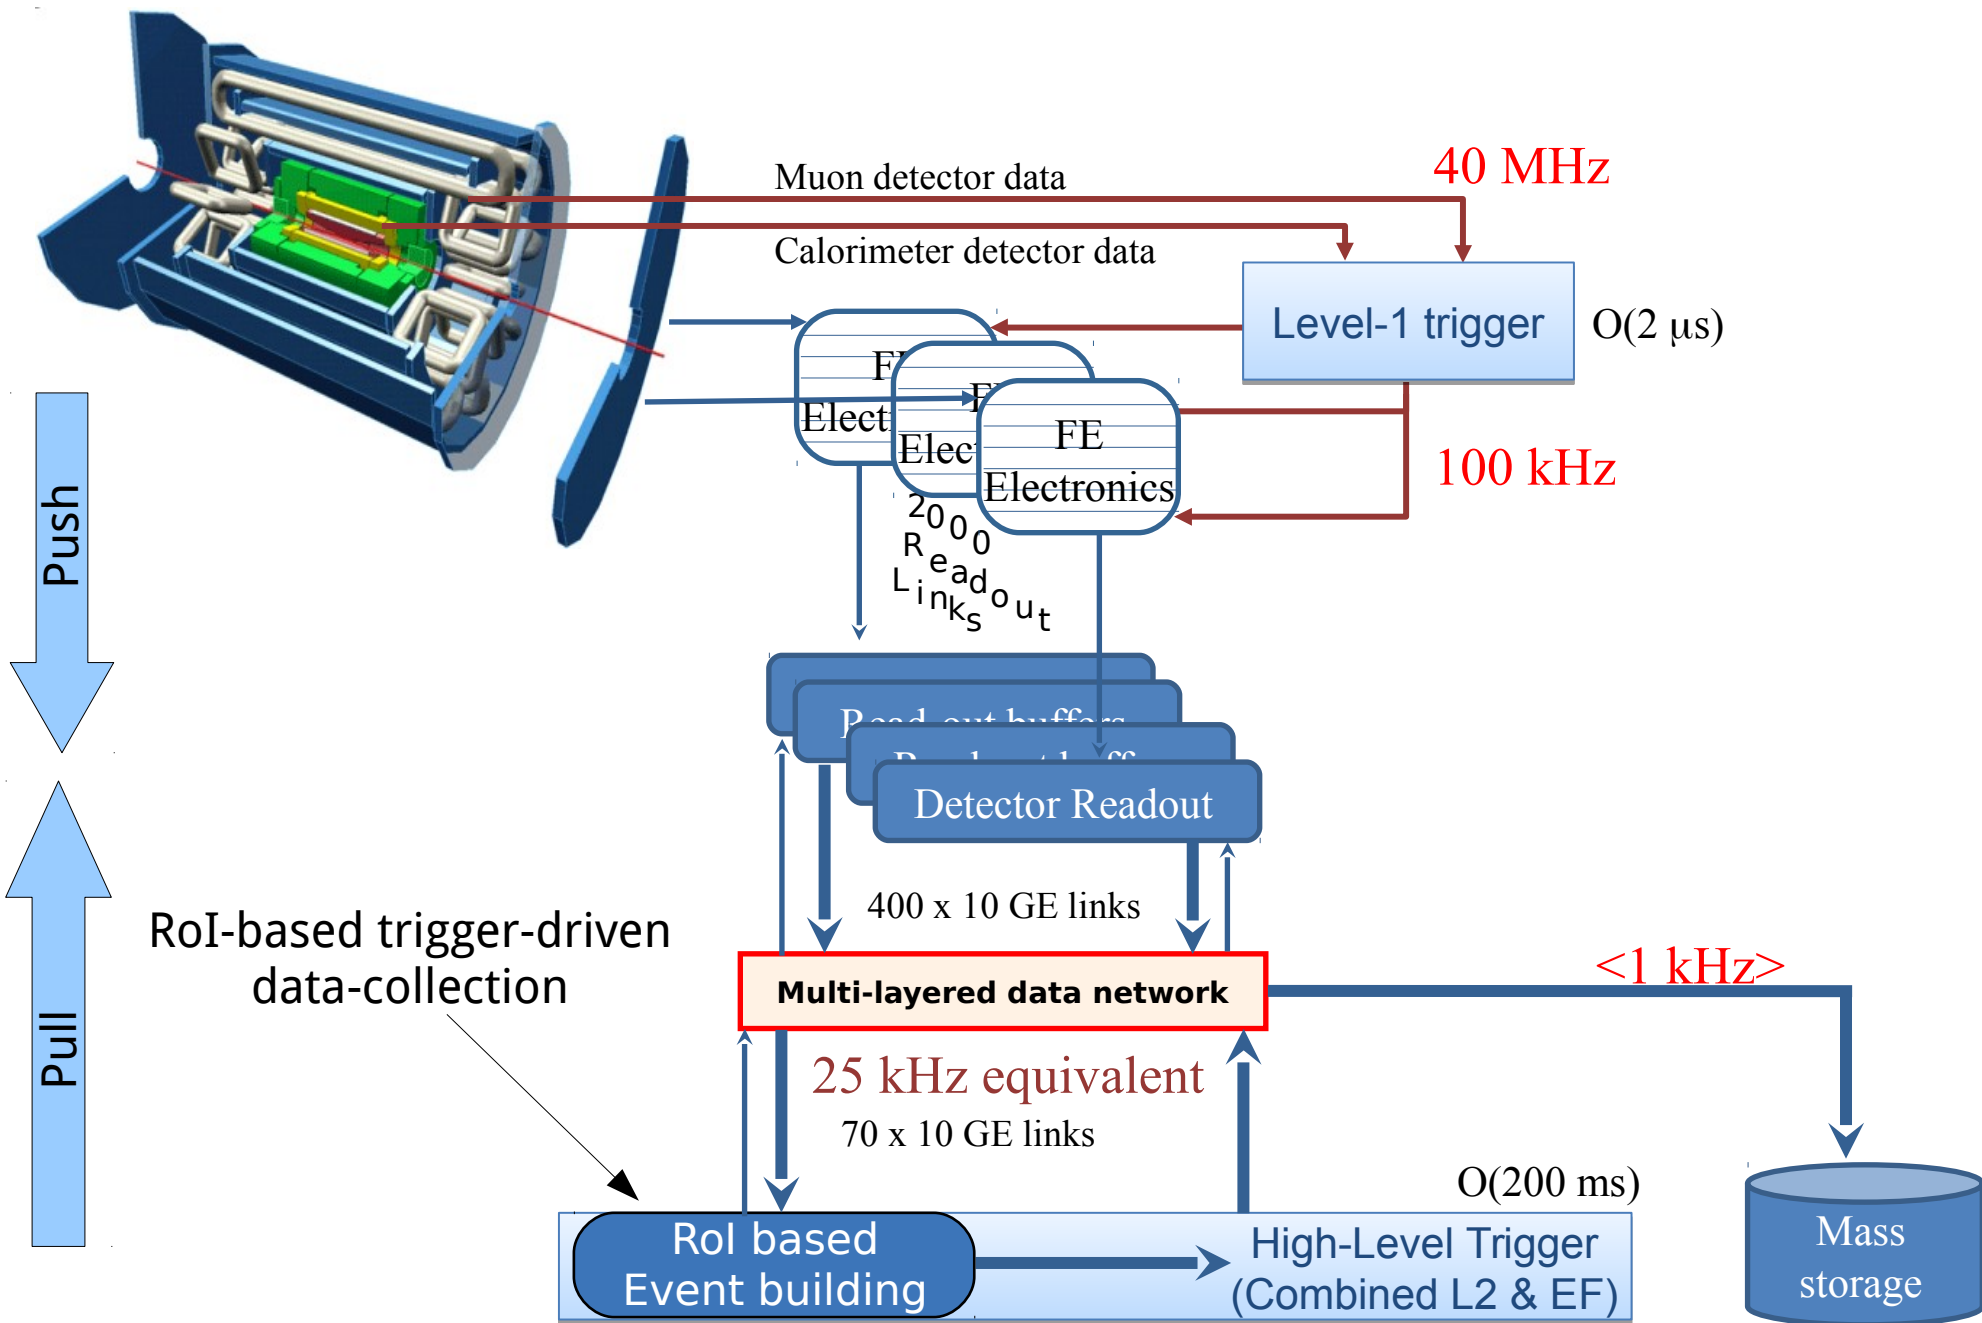 Muon detector data
40 MHz
Calorimeter detector data
Level-1 trigger
O(2 μs)
FE
Electronics
100 kHz
2000
Readout
Links
Push
Detector Readout
400 x 10 GE links
RoI-based trigger-driven
data-collection
<1 kHz>
Multi-layered data network
Pull
25 kHz equivalent
70 x 10 GE links
O(200 ms)
RoI based
Event building
High-Level Trigger
(Combined L2 & EF)
Mass
storage